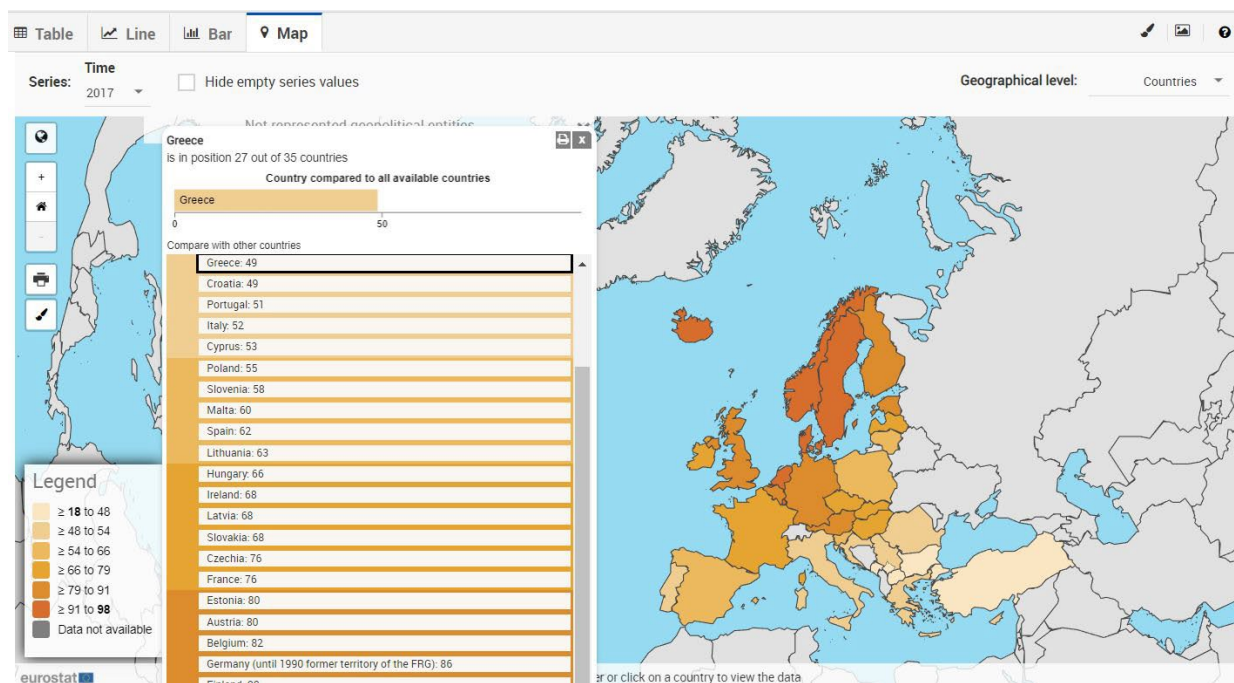 Table Line Bar Map
Series: Time 2017 Hide empty series values Geographical level: Countries
Not represented geopolitical entities
Greece
is in position 27 out of 35 countries
Country compared to all available countries
Greece
0 50
Compare with other countries
Greece: 49
Croatia: 49
Portugal: 51
Italy: 52
Cyprus: 53
Poland: 55
Slovenia: 58
Malta: 60
Spain: 62
Lithuania: 63
Hungary: 66
Ireland: 68
Latvia: 68
Slovakia: 68
Czechia: 76
France: 76
Estonia: 80
Austria: 80
Belgium: 82
Germany (until 1990 former territory of the FRG): 86
+
-
Legend
≥ 18 to 48
≥ 48 to 54
≥ 54 to 66
≥ 66 to 79
≥ 79 to 91
≥ 91 to 98
Data not available
eurostat
er or click on a country to view the data